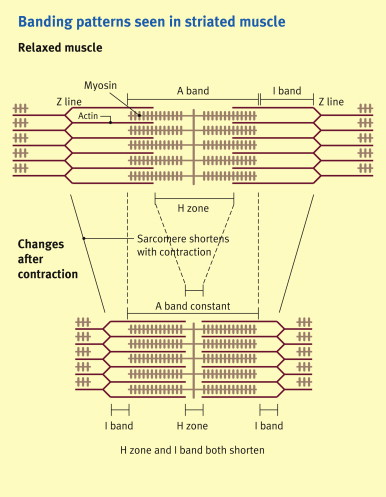 Banding patterns seen in striated muscle
Relaxed muscle
Myosin
A band
I band
Z line
Z line
Actin
H zone
Changes
after
contraction
Sarcomere shortens
with contraction
A band constant
I band
H zone
I band
H zone and I band both shorten